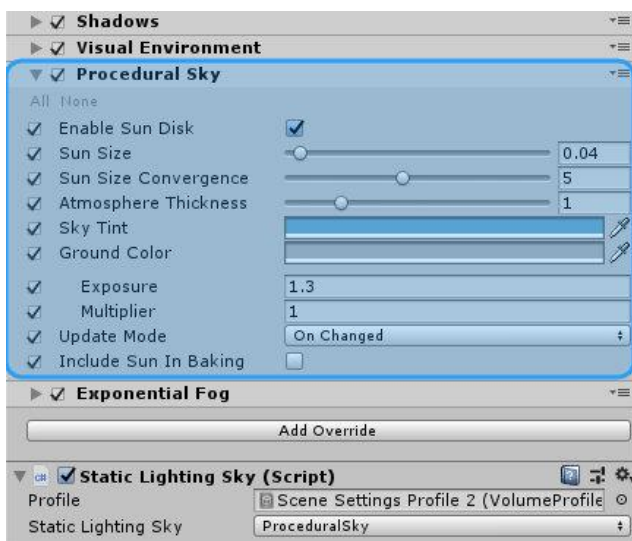 Shadows
Visual Environment
Procedural Sky
All None
Enable Sun Disk
Sun Size 0.04
Sun Size Convergence 5
Atmosphere Thickness 1
Sky Tint
Ground Color
Exposure 1.3
Multiplier 1
Update Mode On Changed
Include Sun In Baking
Exponential Fog
Add Override
c# Static Lighting Sky (Script)
Profile Scene Settings Profile 2 (VolumeProfile
Static Lighting Sky ProceduralSky